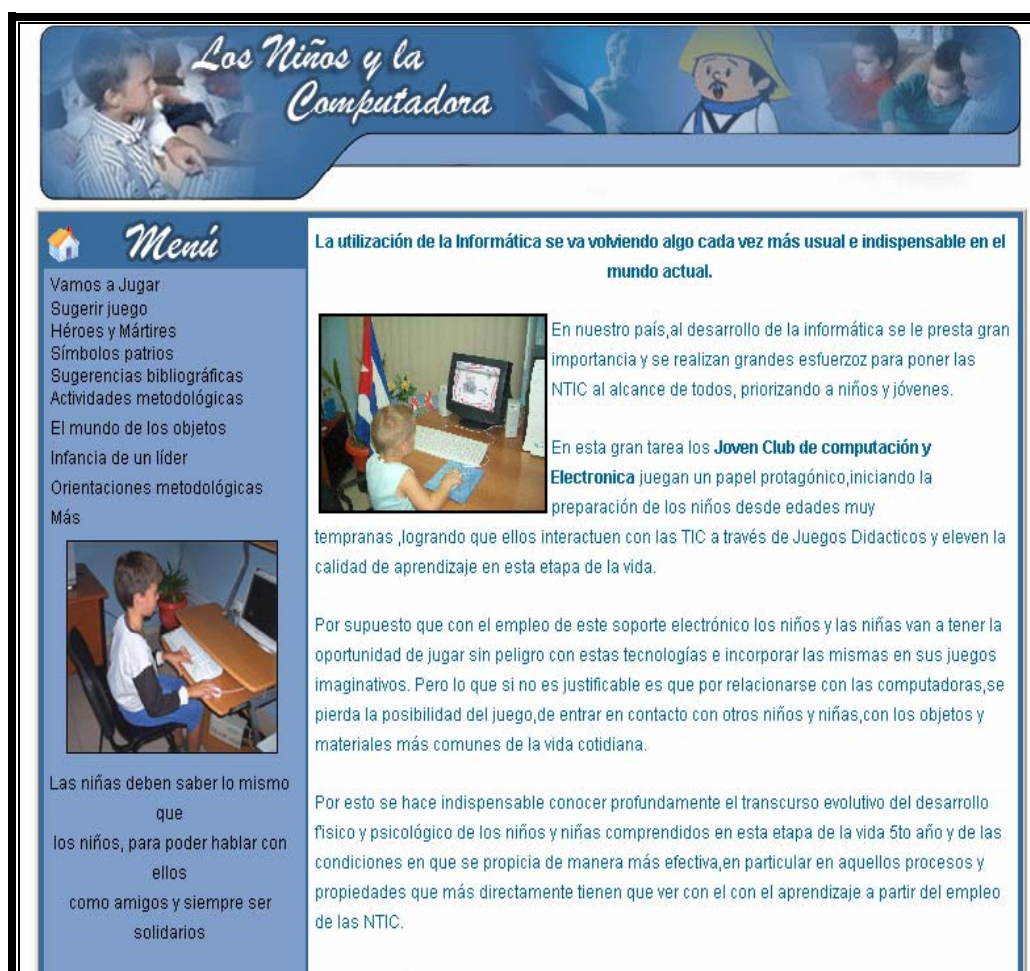 Los Niños y la
Computadora
Menú
Vamos a Jugar
Sugerir juego
Héroes y Mártires
Símbolos patrios
Sugerencias bibliográficas
Actividades metodológicas
El mundo de los objetos
Infancia de un líder
Orientaciones metodológicas
Más
Las niñas deben saber lo mismo
que
los niños, para poder hablar con
ellos
como amigos y siempre ser
solidarios
La utilización de la Informática se va volviendo algo cada vez más usual e indispensable en el
mundo actual.
En nuestro país,al desarrollo de la informática se le presta gran
importancia y se realizan grandes esfuerzoz para poner las
NTIC al alcance de todos, priorizando a niños y jóvenes.
En esta gran tarea los Joven Club de computación y
Electronica juegan un papel protagónico,iniciando la
preparación de los niños desde edades muy
tempranas ,logrando que ellos interactuen con las TIC a través de Juegos Didacticos y eleven la
calidad de aprendizaje en esta etapa de la vida.
Por supuesto que con el empleo de este soporte electrónico los niños y las niñas van a tener la
oportunidad de jugar sin peligro con estas tecnologías e incorporar las mismas en sus juegos
imaginativos. Pero lo que si no es justificable es que por relacionarse con las computadoras,se
pierda la posibilidad del juego,de entrar en contacto con otros niños y niñas,con los objetos y
materiales más comunes de la vida cotidiana.
Por esto se hace indispensable conocer profundamente el transcurso evolutivo del desarrollo
f'isico y psicológico de los niños y niñas comprendidos en esta etapa de la vida 5to año y de las
condiciones en que se propicia de manera más efectiva,en particular en aquellos procesos y
propiedades que más directamente tienen que ver con el con el aprendizaje a partir del empleo
de las NTIC.